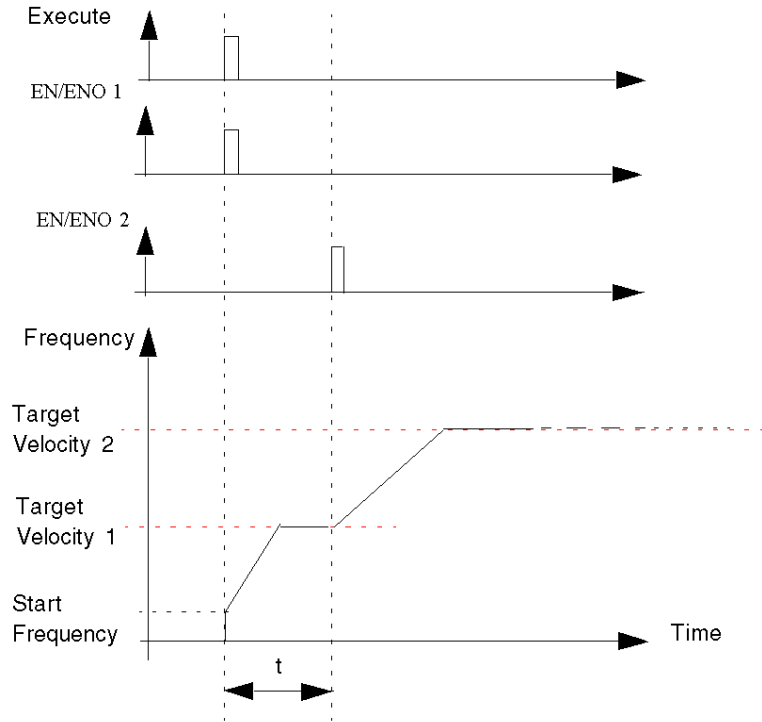 Execute
EN/ENO 1
EN/ENO 2
Frequency
Target
Velocity 2
Target
Velocity 1
Start
Frequency
Time
t